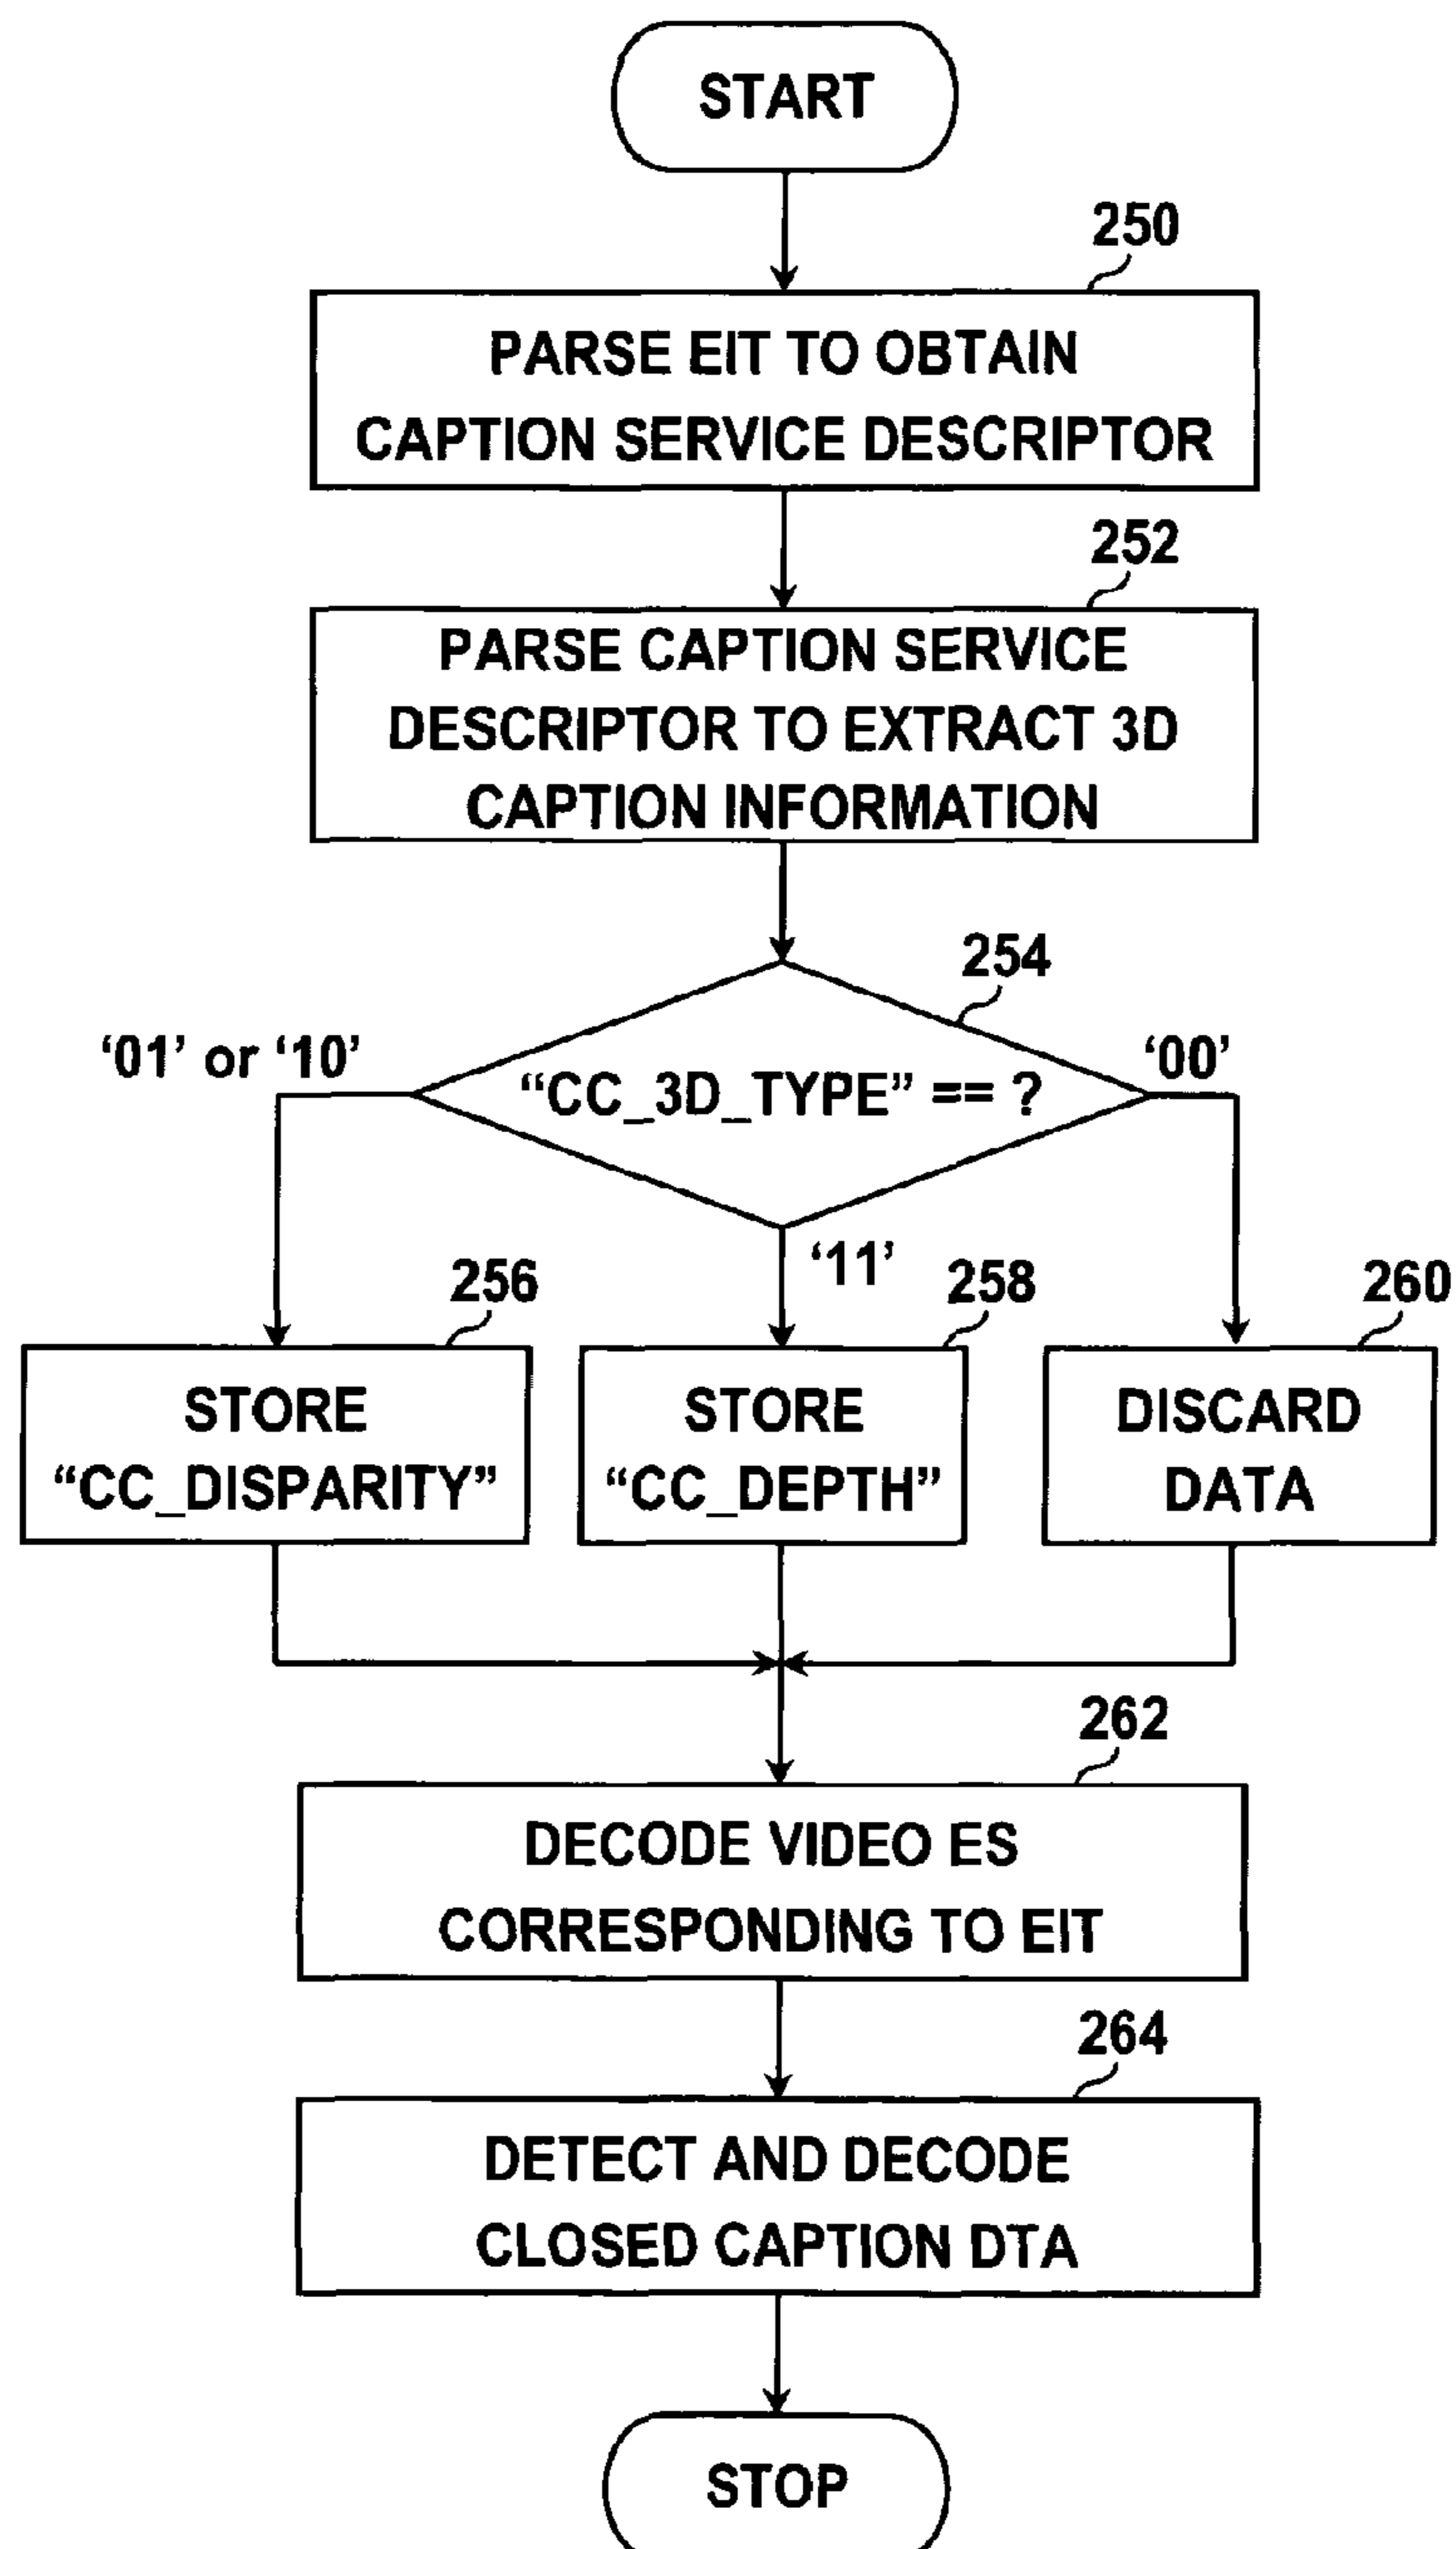 START
250
PARSE EIT TO OBTAIN
CAPTION SERVICE DESCRIPTOR
252
PARSE CAPTION SERVICE
DESCRIPTOR TO EXTRACT 3D
CAPTION INFORMATION
254
‘01’ or ‘10’
‘00’
“CC_3D_TYPE” == ?
‘11’
256
258
260
STORE
“CC_DISPARITY”
STORE
“CC_DEPTH”
DISCARD
DATA
262
DECODE VIDEO ES
CORRESPONDING TO EIT
264
DETECT AND DECODE
CLOSED CAPTION DTA
STOP